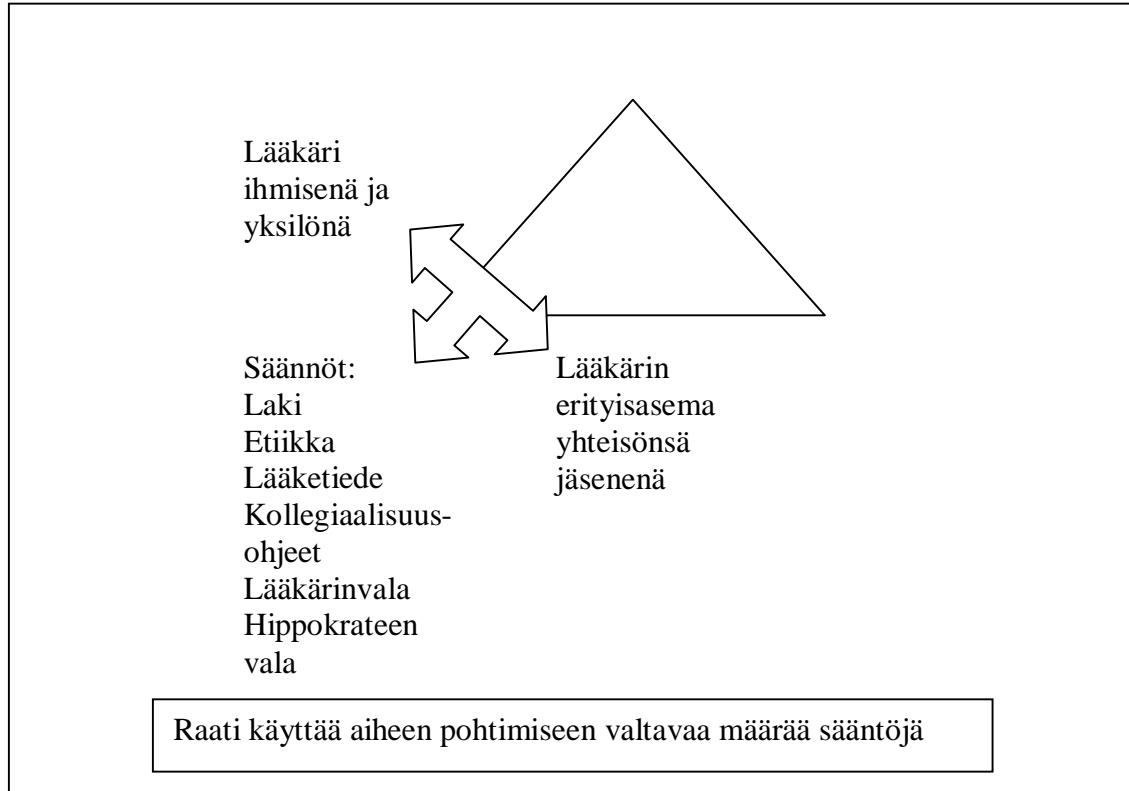 Lääkäri
ihmisenä ja
yksilönä
Säännöt:
Laki
Etiikka
Lääketiede
Kollegiaalisuus-
ohjeet
Lääkärinvala
Hippokrateen
vala
Lääkärin
erityisasema
yhteisönsä
jäsenenä
Raati käyttää aiheen pohtimiseen valtavaa määrää sääntöjä